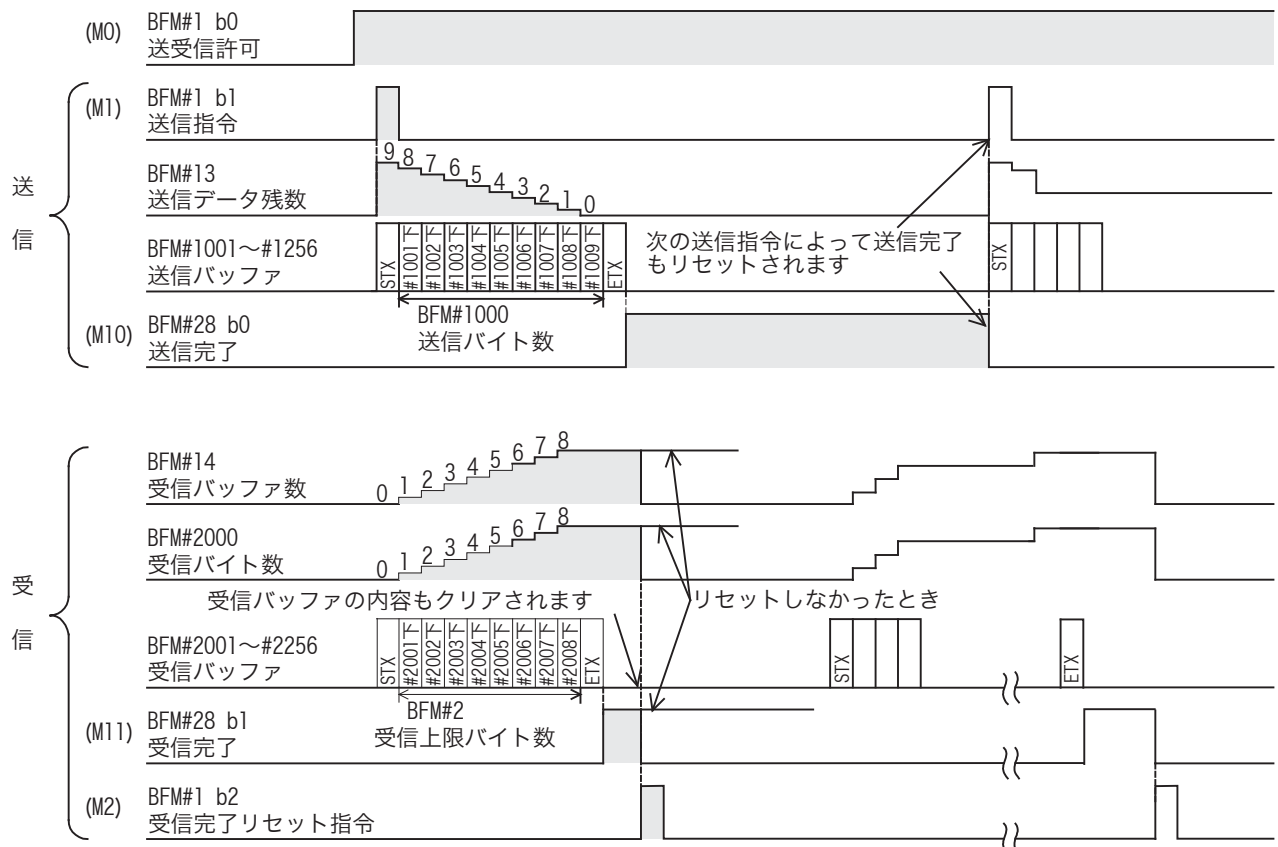 (M0)
BFM#1 b0
送受信許可
送信
(M1)
BFM#1 b1
送信指令
BFM#13
送信データ残数
9 8 7 6 5 4 3 2 1 0
BFM#1001～#1256
送信バッファ
STX #1001下 #1002下 #1003下 #1004下 #1005下 #1006下 #1007下 #1008下 #1009下 ETX
次の送信指令によって送信完了
もリセットされます
STX
BFM#1000
送信バイト数
(M10)
BFM#28 b0
送信完了
受信
BFM#14
受信バッファ数
0 1 2 3 4 5 6 7 8
BFM#2000
受信バイト数
0 1 2 3 4 5 6 7 8
受信バッファの内容もクリアされます
リセットしなかったとき
BFM#2001～#2256
受信バッファ
STX #2001下 #2002下 #2003下 #2004下 #2005下 #2006下 #2007下 #2008下 ETX
STX
ETX
BFM#2
受信上限バイト数
(M11)
BFM#28 b1
受信完了
(M2)
BFM#1 b2
受信完了リセット指令